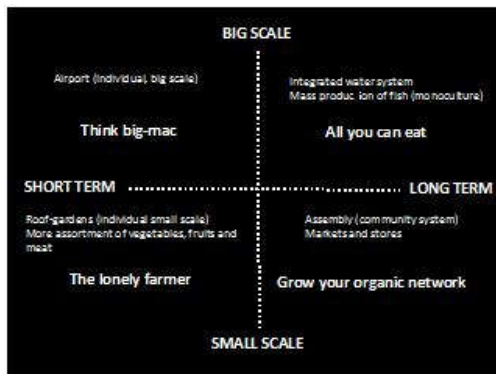 BIG SCALE
Airport (Individual, big scale)
Think big-mac
Integrated water system
Mass produc ion of fish (monoculture)
All you can eat
SHORT TERM
LONG TERM
Roof-gardens (Individual small scale)
More assortment of vegetables, fruits and
meat
The lonely farmer
Assembly (community system)
Markets and stores
Grow your organic network
SMALL SCALE